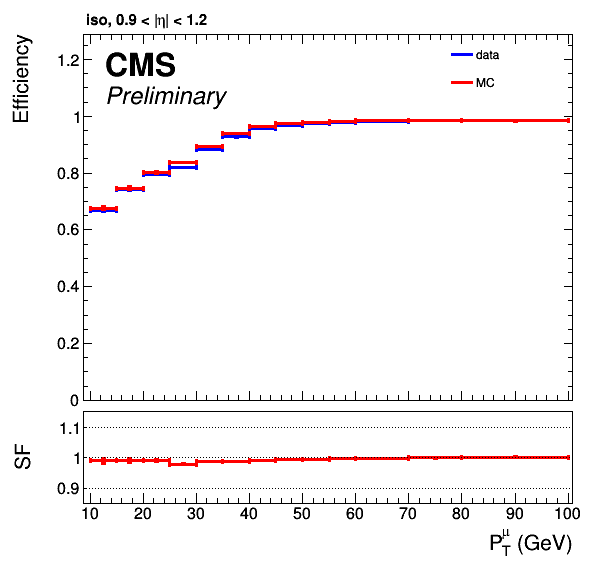 iso, 0.9 < |η| < 1.2
CMS
Preliminary
data
MC
Efficiency
1.2
1
0.8
0.6
0.4
0.2
0
SF
1.1
1
0.9
10 20 30 40 50 60 70 80 90 100
P_T^μ (GeV)